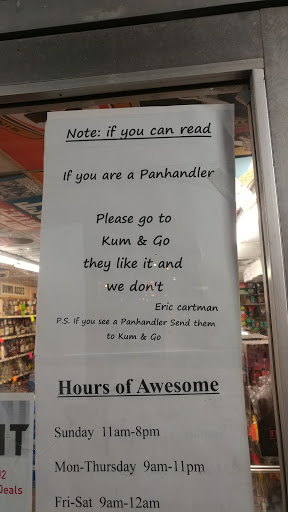 Note: if you can read
If you are a Panhandler
Please go to
Kum & Go
they like it and
we don't
Eric cartman
P.S. If you see a Panhandler Send them
to Kum & Go
Hours of Awesome
Sunday 11am-8pm
Mon-Thursday 9am-11pm
Fri-Sat 9am-12am
IT
Deals